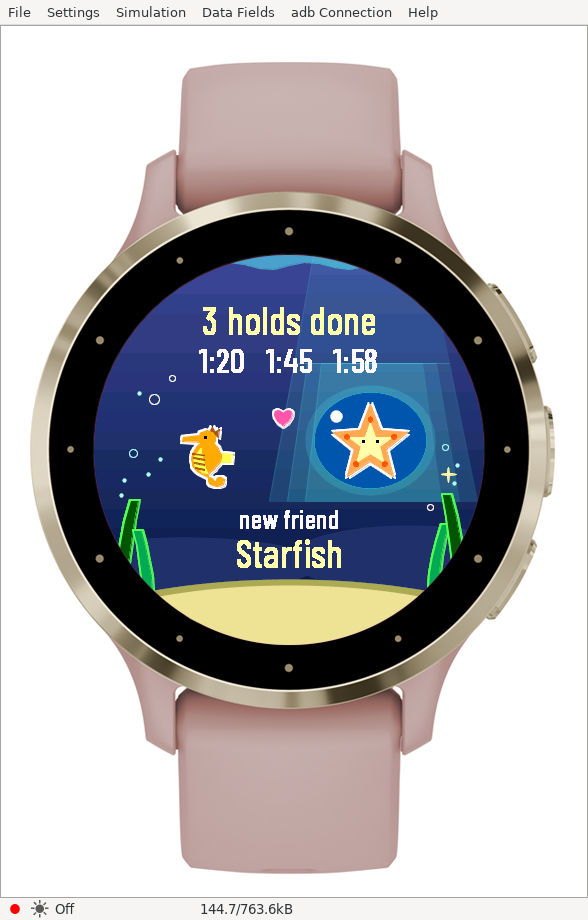 File Settings Simulation Data Fields adb Connection Help
3 holds done
1:20 1:45 1:58
new friend
Starfish
Off 144.7/763.6kB